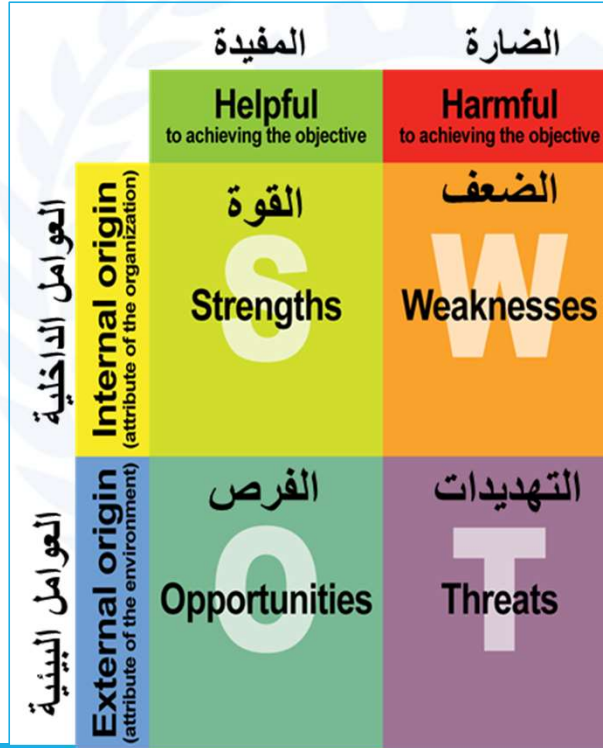 المفيدة
الضارة
Helpful
to achieving the objective
Harmful
to achieving the objective
العوامل الداخلية
Internal origin
(attribute of the organization)
القوة
S
Strengths
الضعف
W
Weaknesses
العوامل البيئية
External origin
(attribute of the environment)
الفرص
O
Opportunities
التهديدات
T
Threats